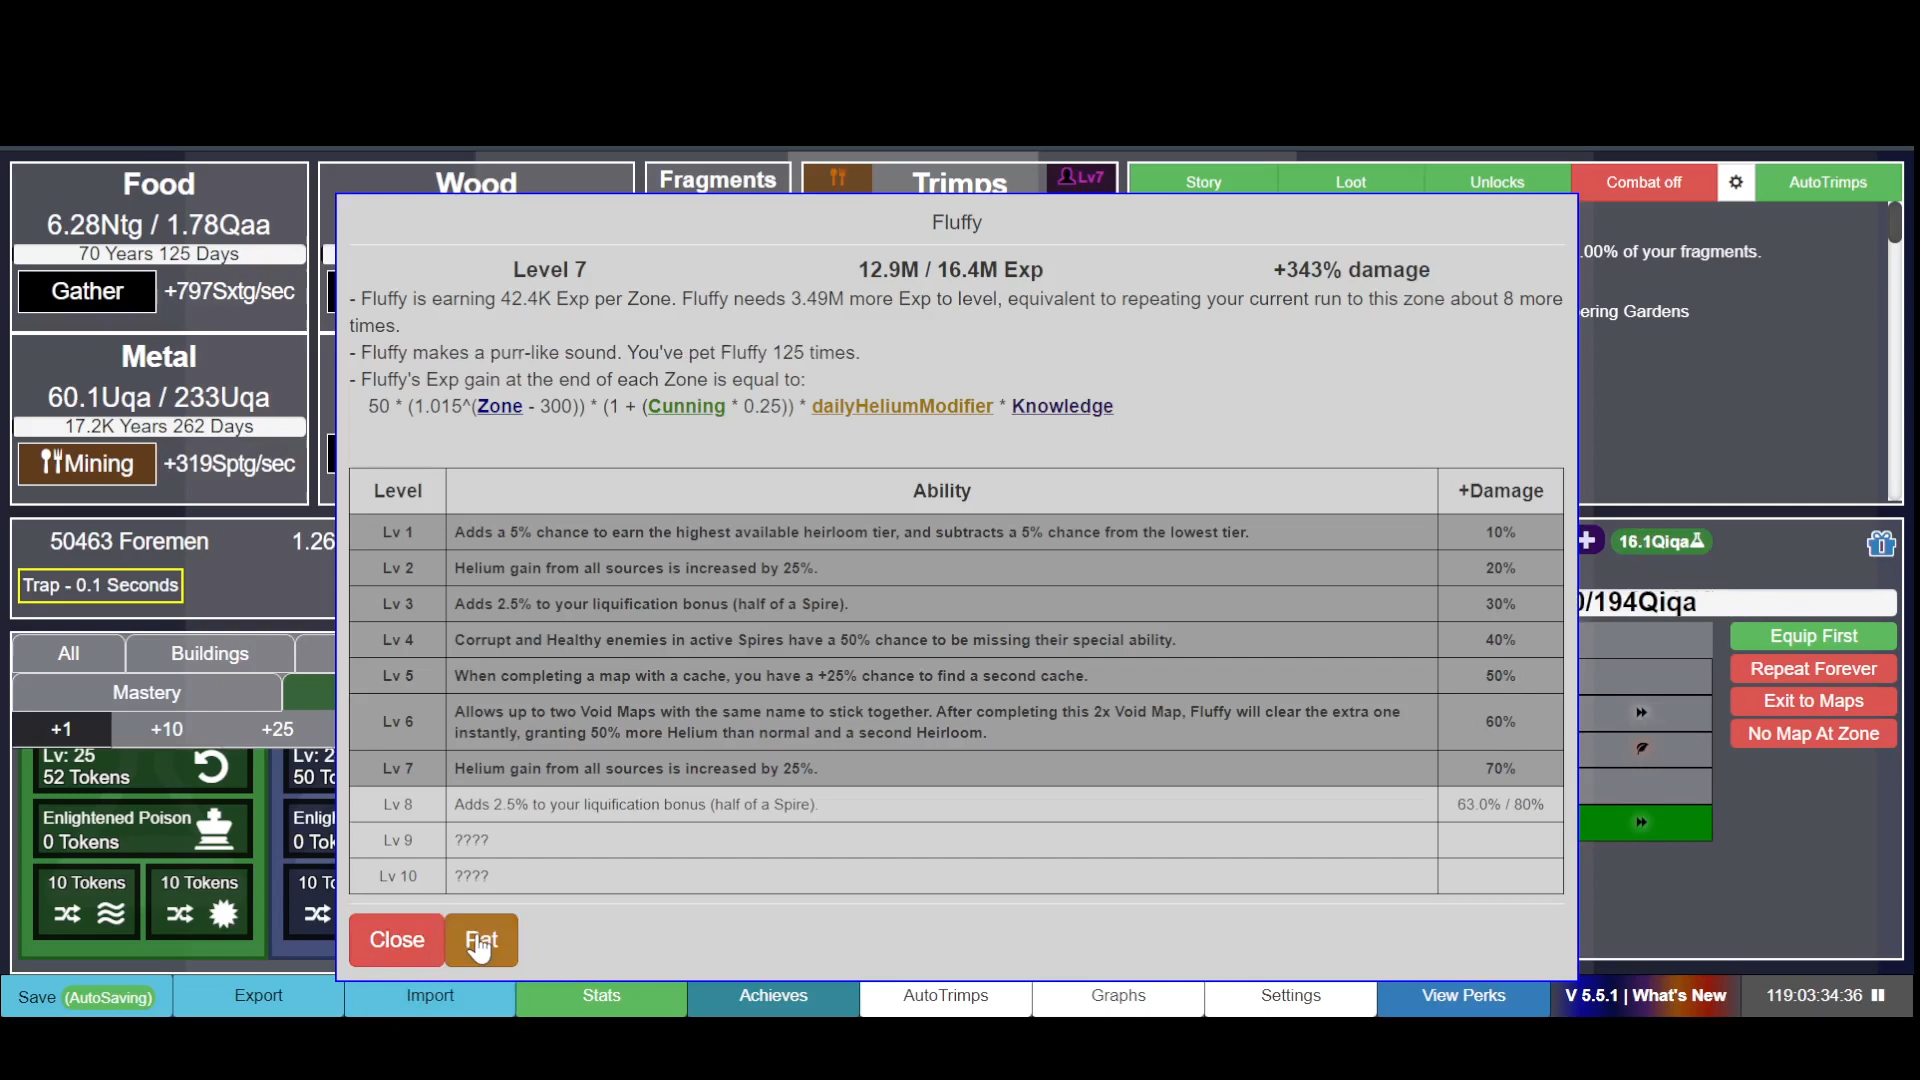 Food
6.28Ntg / 1.78Qaa
70 Years 125 Days
Gather +797Sxtg/sec
Wood
Fragments
Trimps
Lv7
Story Loot Unlocks Combat off AutoTrimps
.00% of your fragments.
ering Gardens
Metal
60.1Uqa / 233Uqa
17.2K Years 262 Days
Mining +319Sptg/sec
50463 Foremen 1.26
Trap - 0.1 Seconds
All Buildings
Mastery
+1 +10 +25
Lv: 25
52 Tokens
Lv: 2
50 To
Enlightened Poison
0 Tokens
Enligh
0 Tok
10 Tokens 10 Tokens 10 To
Fluffy
Level 7 12.9M / 16.4M Exp +343% damage
- Fluffy is earning 42.4K Exp per Zone. Fluffy needs 3.49M more Exp to level, equivalent to repeating your current run to this zone about 8 more
times.
- Fluffy makes a purr-like sound. You've pet Fluffy 125 times.
- Fluffy's Exp gain at the end of each Zone is equal to:
50 * (1.015^(Zone - 300)) * (1 + (Cunning * 0.25)) * dailyHeliumModifier * Knowledge
Level Ability +Damage
Lv 1 Adds a 5% chance to earn the highest available heirloom tier, and subtracts a 5% chance from the lowest tier. 10%
Lv 2 Helium gain from all sources is increased by 25%. 20%
Lv 3 Adds 2.5% to your liquification bonus (half of a Spire). 30%
Lv 4 Corrupt and Healthy enemies in active Spires have a 50% chance to be missing their special ability. 40%
Lv 5 When completing a map with a cache, you have a +25% chance to find a second cache. 50%
Lv 6 Allows up to two Void Maps with the same name to stick together. After completing this 2x Void Map, Fluffy will clear the extra one
instantly, granting 50% more Helium than normal and a second Heirloom. 60%
Lv 7 Helium gain from all sources is increased by 25%. 70%
Lv 8 Adds 2.5% to your liquification bonus (half of a Spire). 63.0% / 80%
Lv 9 ????
Lv 10 ????
Close
16.1Qiqa
0/194Qiqa
Equip First
Repeat Forever
Exit to Maps
No Map At Zone
Save (AutoSaving) Export Import Stats Achieves AutoTrimps Graphs Settings View Perks V 5.5.1 | What's New 119:03:34:36